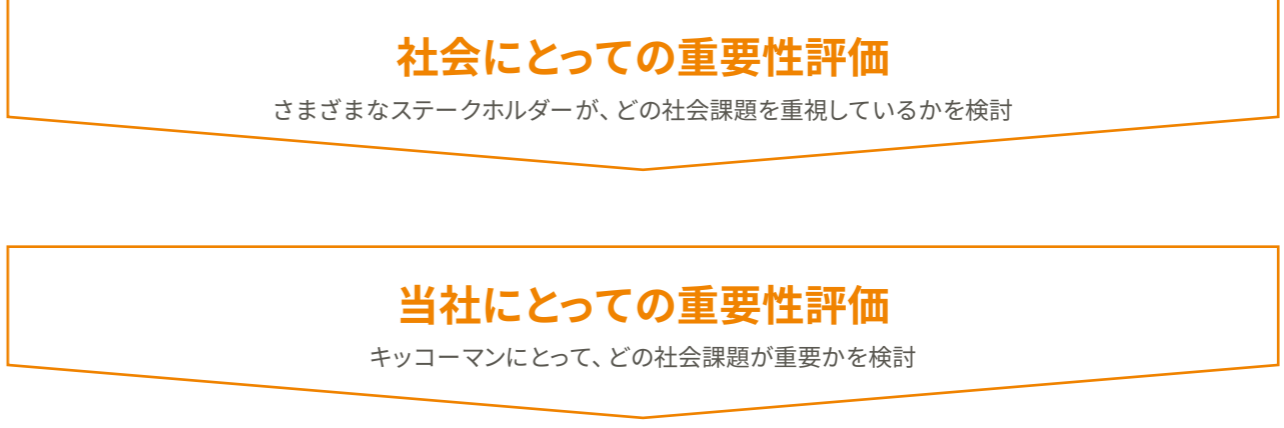 社会にとっての重要性評価
さまざまなステークホルダーが、どの社会課題を重視しているかを検討
当社にとっての重要性評価
キッコーマンにとって、どの社会課題が重要かを検討